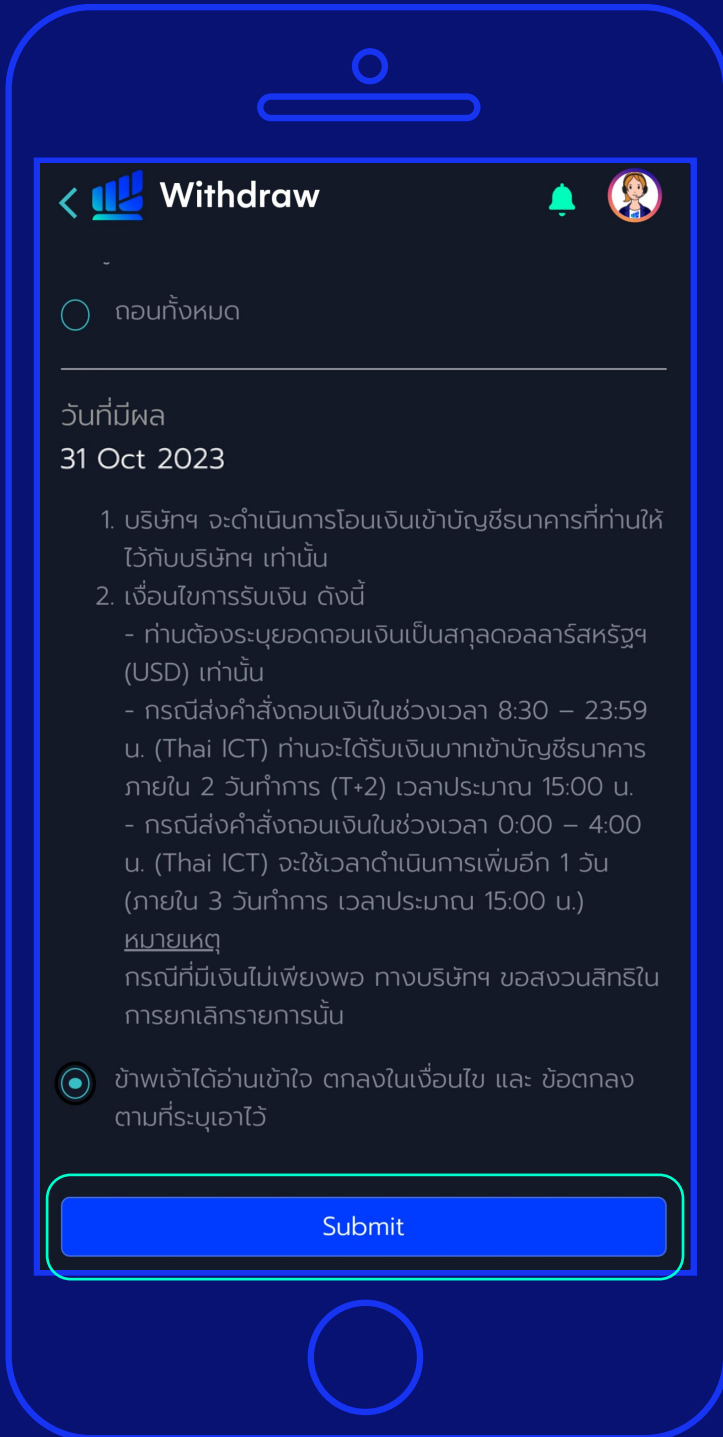 Withdraw
ถอนทั้งหมด
วันที่มีผล
31 Oct 2023
1. บริษัทฯ จะดำเนินการโอนเงินเข้าบัญชีธนาคารที่ท่านให้
ไว้กับบริษัทฯ เท่านั้น
2. เงื่อนไขการรับเงิน ดังนี้
- ท่านต้องระบุยอดถอนเงินเป็นสกุลดอลลาร์สหรัฐฯ
(USD) เท่านั้น
- กรณีส่งคำสั่งถอนเงินในช่วงเวลา 8:30 – 23:59
น. (Thai ICT) ท่านจะได้รับเงินบาทเข้าบัญชีธนาคาร
ภายใน 2 วันทำการ (T+2) เวลาประมาณ 15:00 น.
- กรณีส่งคำสั่งถอนเงินในช่วงเวลา 0:00 – 4:00
น. (Thai ICT) จะใช้เวลาดำเนินการเพิ่มอีก 1 วัน
(ภายใน 3 วันทำการ เวลาประมาณ 15:00 น.)
หมายเหตุ
กรณีที่มีเงินไม่เพียงพอ ทางบริษัทฯ ขอสงวนสิทธิใน
การยกเลิกรายการนั้น
ข้าพเจ้าได้อ่านเข้าใจ ตกลงในเงื่อนไข และ ข้อตกลง
ตามที่ระบุเอาไว้
Submit